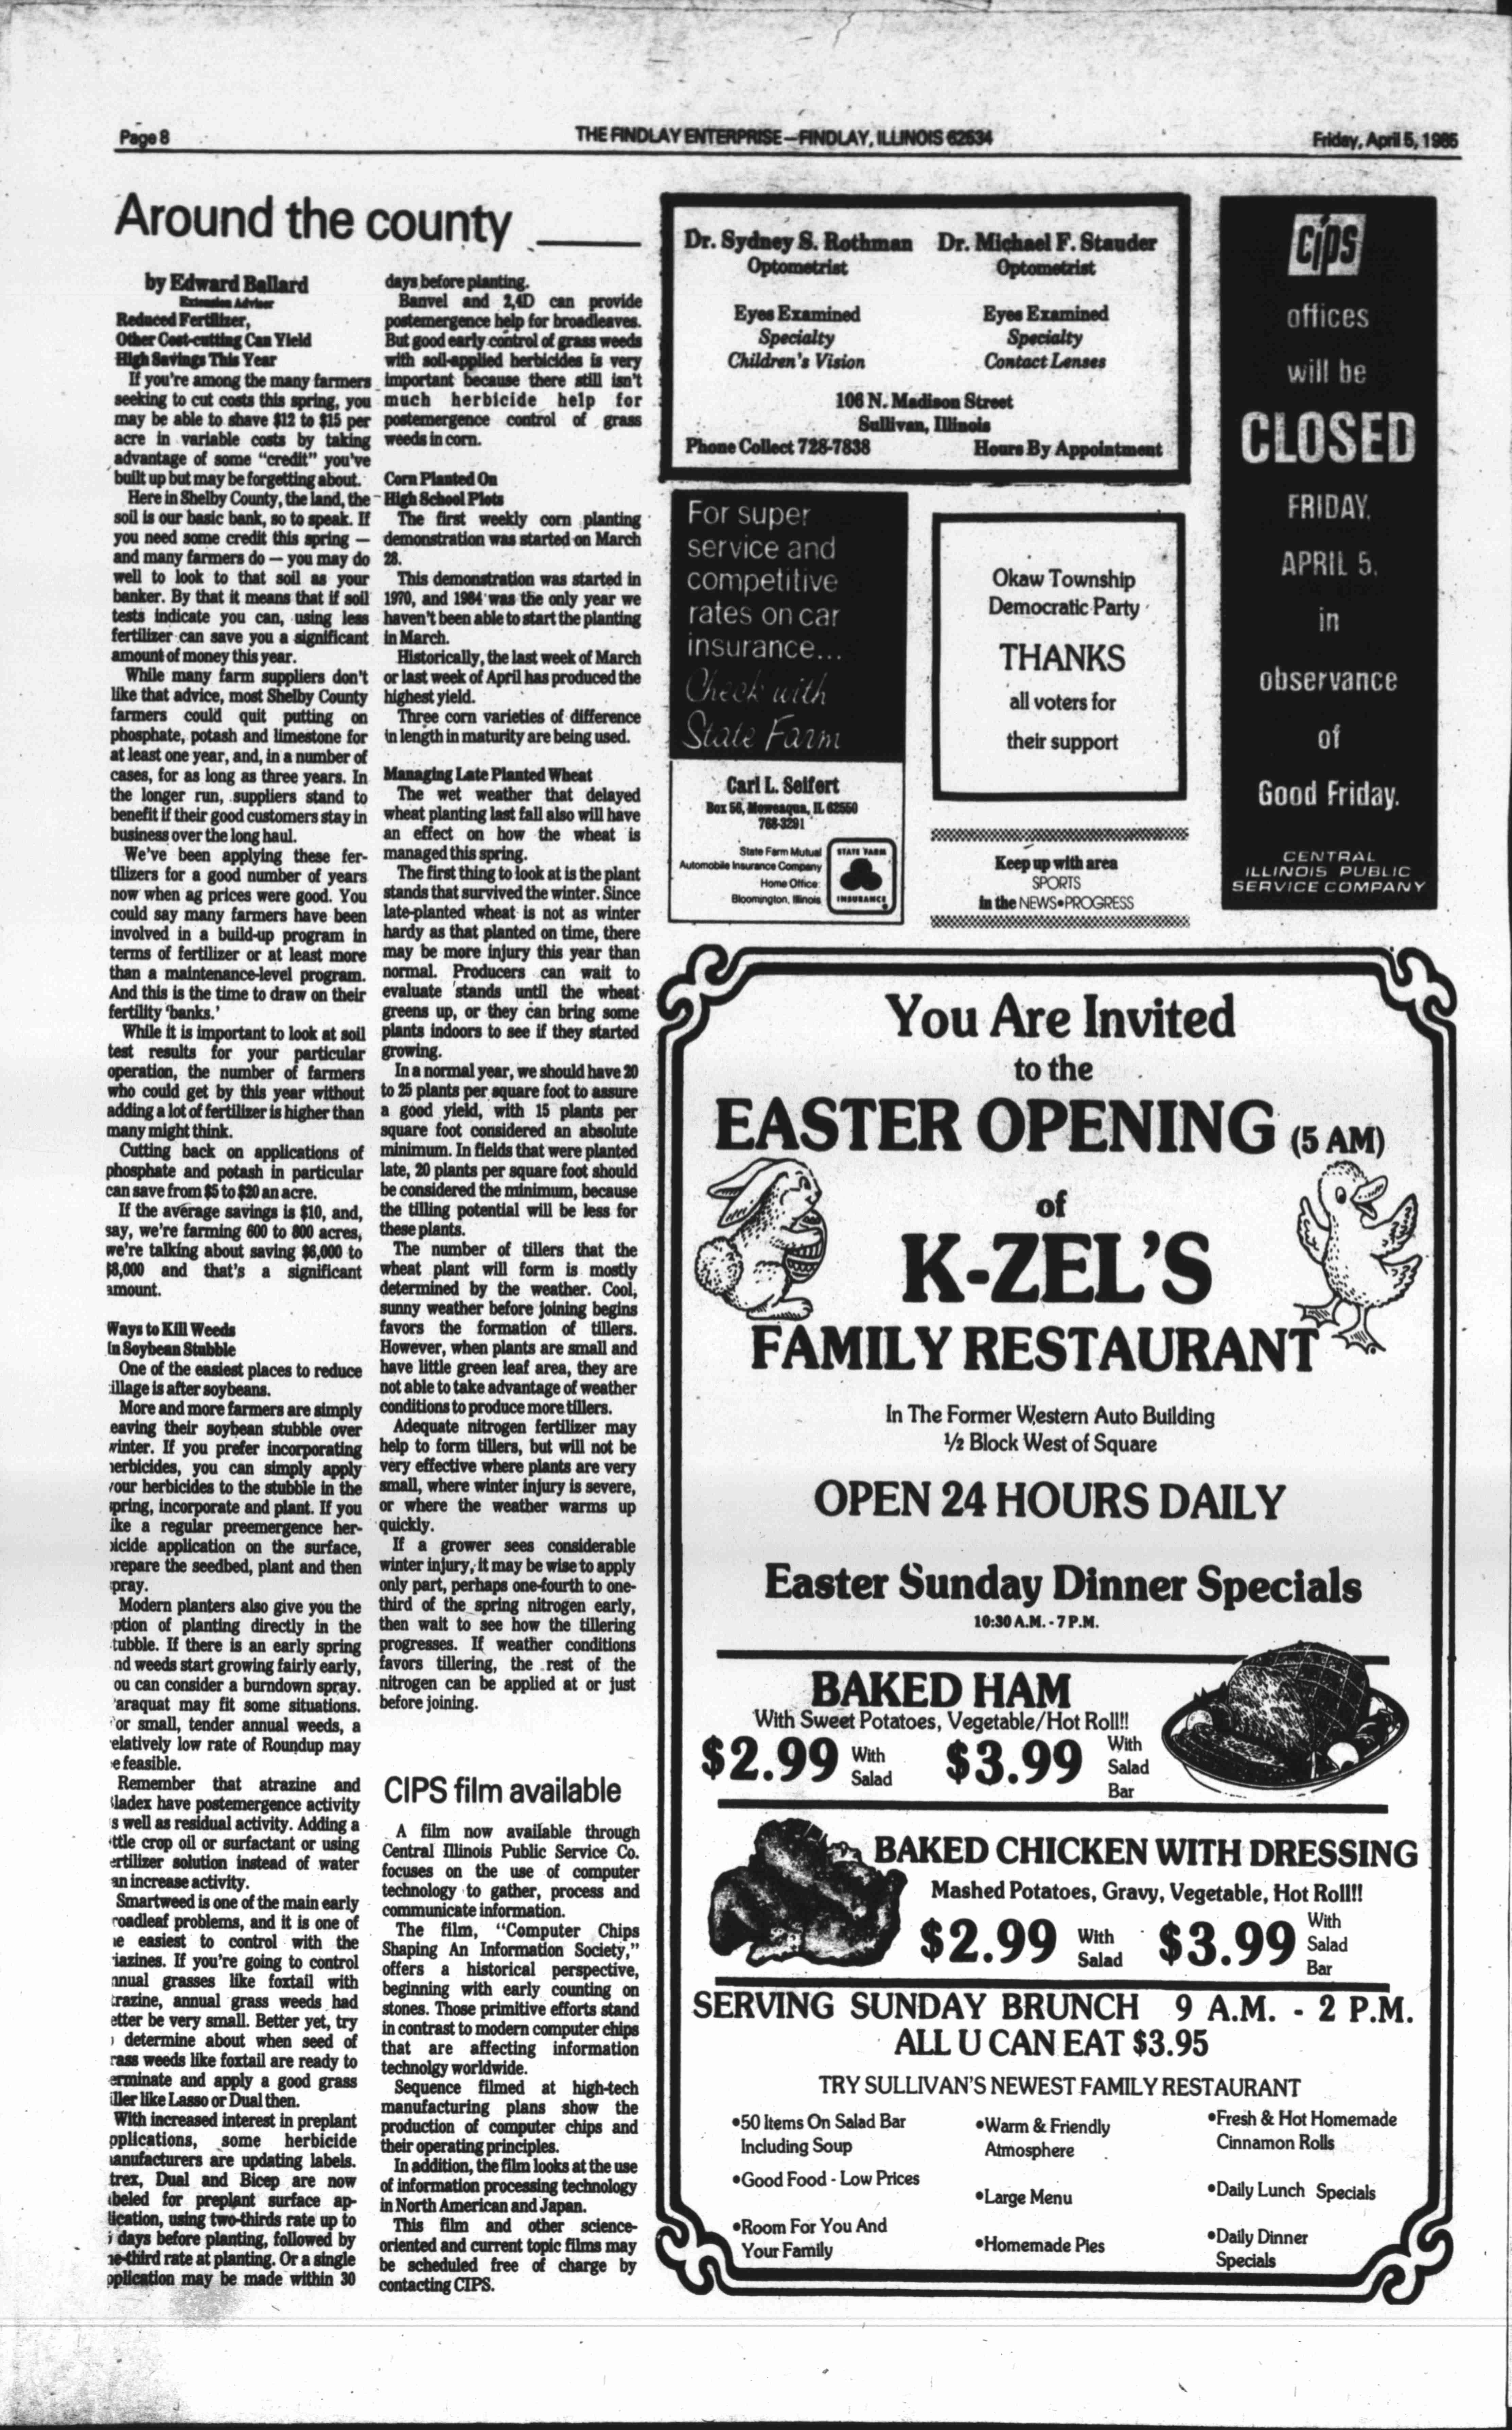 Page 8
THE FINDLAY ENTERPRISE—FINDLAY, ILLINOIS 62534
Friday, April 5, 1985
Around the county
by Edward Ballard
Extension Adviser
Reduced Fertilizer,
Other Cost-cutting Can Yield
High Savings This Year
If you're among the many farmers
seeking to cut costs this spring, you
may be able to shave $12 to $15 per
acre in variable costs by taking
advantage of some "credit" you've
built up but may be forgetting about.
Here in Shelby County, the land, the
soil is our basic bank, so to speak. If
you need some credit this spring —
and many farmers do — you may do
well to look to that soil as your
banker. By that it means that if soil
tests indicate you can, using less
fertilizer can save you a significant
amount of money this year.
While many farm suppliers don't
like that advice, most Shelby County
farmers could quit putting on
phosphate, potash and limestone for
at least one year, and, in a number of
cases, for as long as three years. In
the longer run, suppliers stand to
benefit if their good customers stay in
business over the long haul.
We've been applying these fer-
tilizers for a good number of years
now when ag prices were good. You
could say many farmers have been
involved in a build-up program in
terms of fertilizer or at least more
than a maintenance-level program.
And this is the time to draw on their
fertility 'banks.'
While it is important to look at soil
test results for your particular
operation, the number of farmers
who could get by this year without
adding a lot of fertilizer is higher than
many might think.
Cutting back on applications of
phosphate and potash in particular
can save from $5 to $20 an acre.
If the average savings is $10, and,
say, we're farming 600 to 800 acres,
we're talking about saving $6,000 to
$8,000 and that's a significant
amount.
Ways to Kill Weeds
In Soybean Stubble
One of the easiest places to reduce
illage is after soybeans.
More and more farmers are simply
eaving their soybean stubble over
winter. If you prefer incorporating
erbicides, you can simply apply
your herbicides to the stubble in the
spring, incorporate and plant. If you
ike a regular preemergence her-
bicide application on the surface,
prepare the seedbed, plant and then
spray.
Modern planters also give you the
ption of planting directly in the
tubble. If there is an early spring
nd weeds start growing fairly early,
ou can consider a burndown spray.
araquat may fit some situations.
or small, tender annual weeds, a
elatively low rate of Roundup may
e feasible.
Remember that atrazine and
ladex have postemergence activity
s well as residual activity. Adding a
ttle crop oil or surfactant or using
ertilizer solution instead of water
an increase activity.
Smartweed is one of the main early
roadleaf problems, and it is one of
e easiest to control with the
iazines. If you're going to control
nnual grasses like foxtail with
trazine, annual grass weeds had
etter be very small. Better yet, try
determine about when seed of
rass weeds like foxtail are ready to
erminate and apply a good grass
iller like Lasso or Dual then.
With increased interest in preplant
pplications, some herbicide
anufacturers are updating labels.
trex, Dual and Bicep are now
beled for preplant surface ap-
lication, using two-thirds rate up to
days before planting, followed by
e-third rate at planting. Or a single
pplication may be made within 30
days before planting.
Banvel and 2,4D can provide
postemergence help for broadleaves.
But good early control of grass weeds
with soil-applied herbicides is very
important because there still isn't
much herbicide help for
postemergence control of grass
weeds in corn.
Corn Planted On
High School Plots
The first weekly corn planting
demonstration was started on March
28.
This demonstration was started in
1970, and 1984 was the only year we
haven't been able to start the planting
in March.
Historically, the last week of March
or last week of April has produced the
highest yield.
Three corn varieties of difference
in length in maturity are being used.
Managing Late Planted Wheat
The wet weather that delayed
wheat planting last fall also will have
an effect on how the wheat is
managed this spring.
The first thing to look at is the plant
stands that survived the winter. Since
late-planted wheat is not as winter
hardy as that planted on time, there
may be more injury this year than
normal. Producers can wait to
evaluate stands until the wheat
greens up, or they can bring some
plants indoors to see if they started
growing.
In a normal year, we should have 20
to 25 plants per square foot to assure
a good yield, with 15 plants per
square foot considered an absolute
minimum. In fields that were planted
late, 20 plants per square foot should
be considered the minimum, because
the tilling potential will be less for
these plants.
The number of tillers that the
wheat plant will form is mostly
determined by the weather. Cool,
sunny weather before joining begins
favors the formation of tillers.
However, when plants are small and
have little green leaf area, they are
not able to take advantage of weather
conditions to produce more tillers.
Adequate nitrogen fertilizer may
help to form tillers, but will not be
very effective where plants are very
small, where winter injury is severe,
or where the weather warms up
quickly.
If a grower sees considerable
winter injury, it may be wise to apply
only part, perhaps one-fourth to one-
third of the spring nitrogen early,
then wait to see how the tillering
progresses. If weather conditions
favors tillering, the rest of the
nitrogen can be applied at or just
before joining.
CIPS film available
A film now available through
Central Illinois Public Service Co.
focuses on the use of computer
technology to gather, process and
communicate information.
The film, "Computer Chips
Shaping An Information Society,"
offers a historical perspective,
beginning with early counting on
stones. Those primitive efforts stand
in contrast to modern computer chips
that are affecting information
technolgy worldwide.
Sequence filmed at high-tech
manufacturing plans show the
production of computer chips and
their operating principles.
In addition, the film looks at the use
of information processing technology
in North American and Japan.
This film and other science-
oriented and current topic films may
be scheduled free of charge by
contacting CIPS.
Dr. Sydney S. Rothman
Optometrist
Eyes Examined
Specialty
Children's Vision
Dr. Michael F. Stauder
Optometrist
Eyes Examined
Specialty
Contact Lenses
106 N. Madison Street
Sullivan, Illinois
Phone Collect 728-7838
Hours By Appointment
For super
service and
competitive
rates on car
insurance...
Check with
State Farm
Carl L. Seifert
Box 56, Moweaqua, IL 62550
768-3291
State Farm Mutual
Automobile Insurance Company
Home Office:
Bloomington, Illinois
STATE FARM
INSURANCE
Okaw Township
Democratic Party
THANKS
all voters for
their support
Keep up with area
SPORTS
in the NEWS•PROGRESS
CIPS
offices
will be
CLOSED
FRIDAY,
APRIL 5,
in
observance
of
Good Friday.
CENTRAL
ILLINOIS PUBLIC
SERVICE COMPANY
You Are Invited
to the
EASTER OPENING (5 AM)
of
K-ZEL'S
FAMILY RESTAURANT
In The Former Western Auto Building
½ Block West of Square
OPEN 24 HOURS DAILY
Easter Sunday Dinner Specials
10:30 A.M. - 7 P.M.
BAKED HAM
With Sweet Potatoes, Vegetable/Hot Roll!!
$2.99 With Salad $3.99 With Salad Bar
BAKED CHICKEN WITH DRESSING
Mashed Potatoes, Gravy, Vegetable, Hot Roll!!
$2.99 With Salad $3.99 With Salad Bar
SERVING SUNDAY BRUNCH 9 A.M. - 2 P.M.
ALL U CAN EAT $3.95
TRY SULLIVAN'S NEWEST FAMILY RESTAURANT
•50 Items On Salad Bar
Including Soup
•Good Food - Low Prices
•Room For You And
Your Family
•Warm & Friendly
Atmosphere
•Large Menu
•Homemade Pies
•Fresh & Hot Homemade
Cinnamon Rolls
•Daily Lunch Specials
•Daily Dinner
Specials